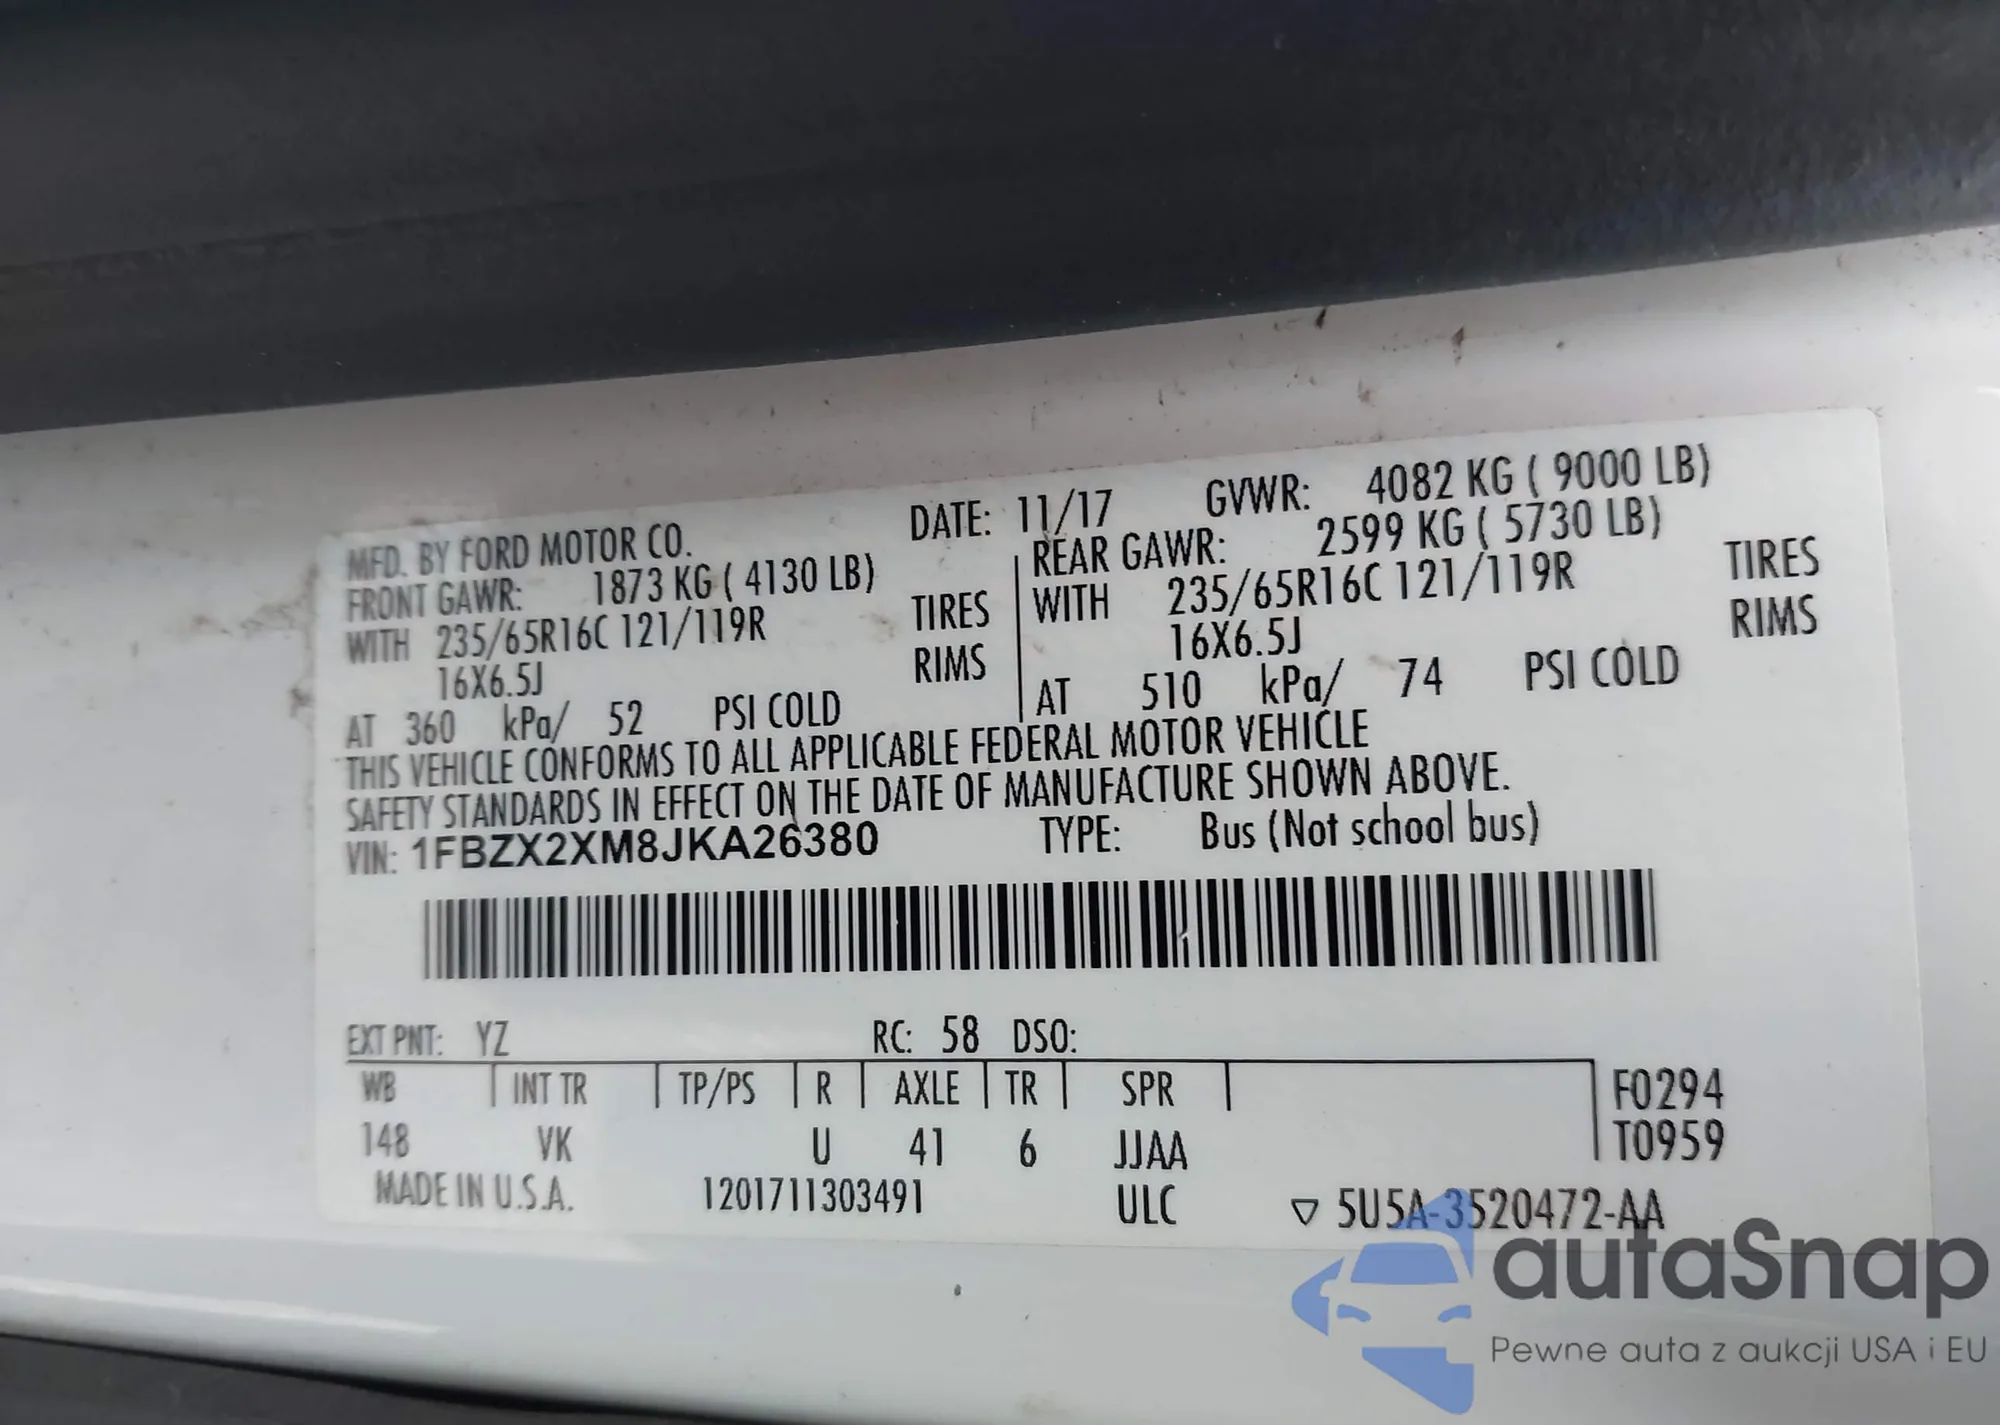 MFD. BY FORD MOTOR CO. DATE: 11/17 GVWR: 4082 KG ( 9000 LB)
FRONT GAWR: 1873 KG ( 4130 LB) REAR GAWR: 2599 KG ( 5730 LB)
WITH 235/65R16C 121/119R TIRES WITH 235/65R16C 121/119R TIRES
16X6.5J RIMS 16X6.5J RIMS
AT 360 kPa/ 52 PSI COLD AT 510 kPa/ 74 PSI COLD
THIS VEHICLE CONFORMS TO ALL APPLICABLE FEDERAL MOTOR VEHICLE
SAFETY STANDARDS IN EFFECT ON THE DATE OF MANUFACTURE SHOWN ABOVE.
VIN: 1FBZX2XM8JKA26380 TYPE: Bus (Not school bus)
EXT PNT: YZ RC: 58 DSO:
WB INT TR TP/PS R AXLE TR SPR F0294
148 VK U 41 6 JJAA T0959
MADE IN U.S.A. 1201711303491 ULC ▽ 5U5A-3520472-AA
autaSnap
Pewne auta z aukcji USA i EU